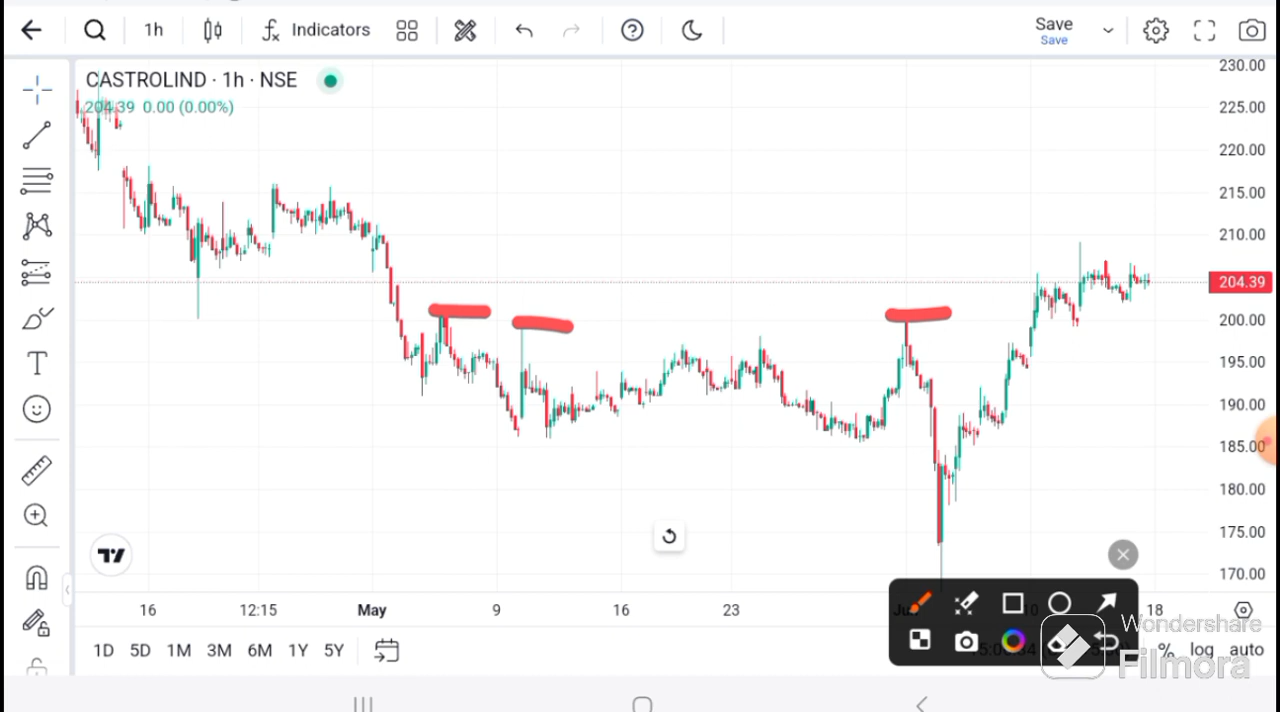 1h Indicators Save
Save
CASTROLIND · 1h · NSE
204.39 0.00 (0.00%)
230.00
225.00
220.00
215.00
210.00
204.39
200.00
195.00
190.00
185.00
180.00
175.00
170.00
16 12:15 May 9 16 23 10 18
1D 5D 1M 3M 6M 1Y 5Y % log auto
Wondershare
Filmora